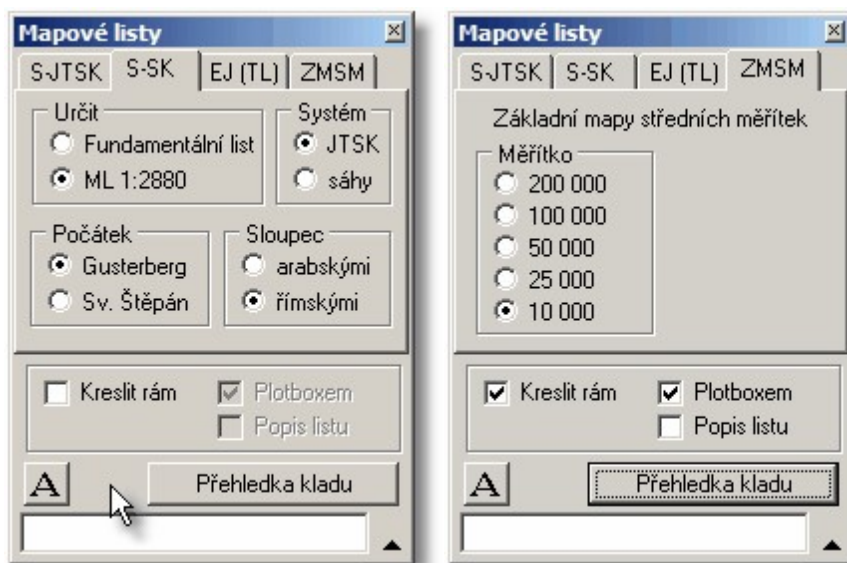 Mapové listy
S-JTSK S-SK EJ (TL) ZMSM
Určit
Fundamentální list
ML 1:2880
Systém
JTSK
sáhy
Počátek
Gusterberg
Sv. Štěpán
Sloupec
arabskými
římskými
Kreslit rám
Plotboxem
Popis listu
A
Přehledka kladu
Mapové listy
S-JTSK S-SK EJ (TL) ZMSM
Základní mapy středních měřítek
Měřítko
200 000
100 000
50 000
25 000
10 000
Kreslit rám
Plotboxem
Popis listu
A
Přehledka kladu